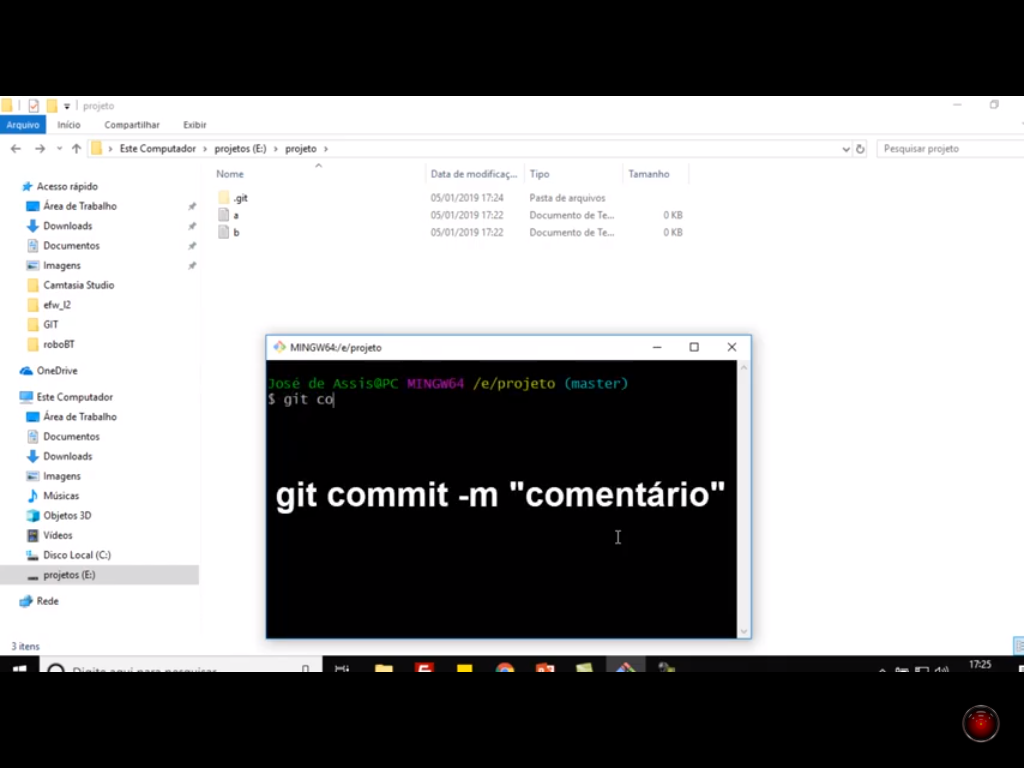 projeto
Arquivo Início Compartilhar Exibir
Este Computador projetos (E:) projeto
Pesquisar projeto
Nome Data de modificaç... Tipo Tamanho
.git 05/01/2019 17:24 Pasta de arquivos
a 05/01/2019 17:22 Documento de Te... 0 KB
b 05/01/2019 17:22 Documento de Te... 0 KB
Acesso rápido
Área de Trabalho
Downloads
Documentos
Imagens
Camtasia Studio
efw_l2
GIT
roboBT
OneDrive
Este Computador
Área de Trabalho
Documentos
Downloads
Imagens
Músicas
Objetos 3D
Vídeos
Disco Local (C:)
projetos (E:)
Rede
3 itens
MINGW64:/e/projeto
José de Assis@PC MINGW64 /e/projeto (master)
$ git co
git commit -m "comentário"
Digite aqui para pesquisar
17:25